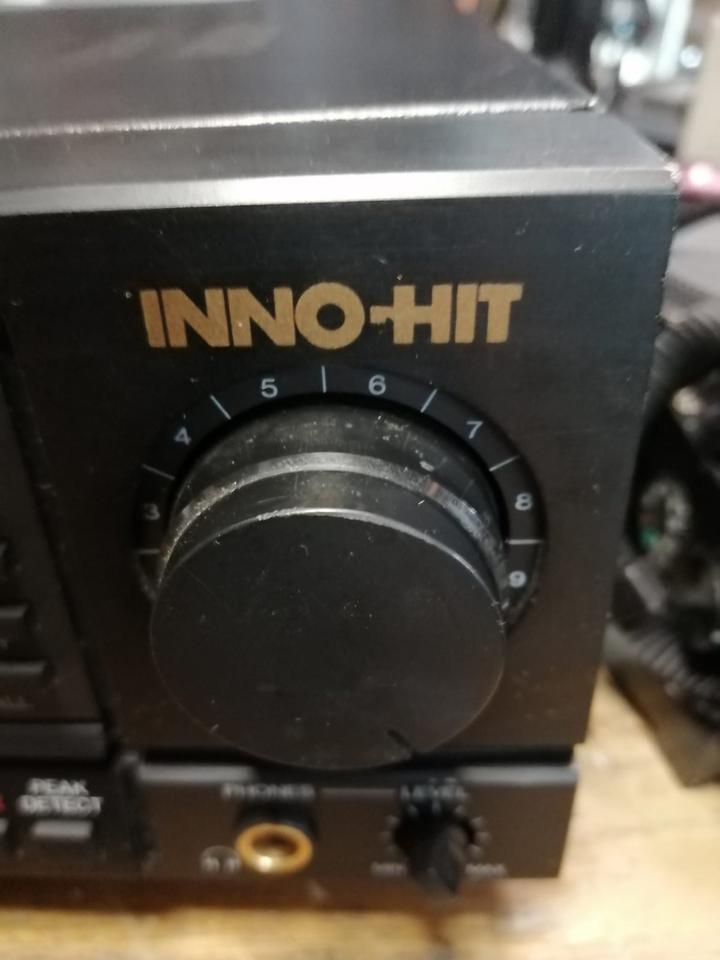 INNO-HIT
3 4 5 6 7 8 9
PEAK
DETECT
PHONES
LEVEL